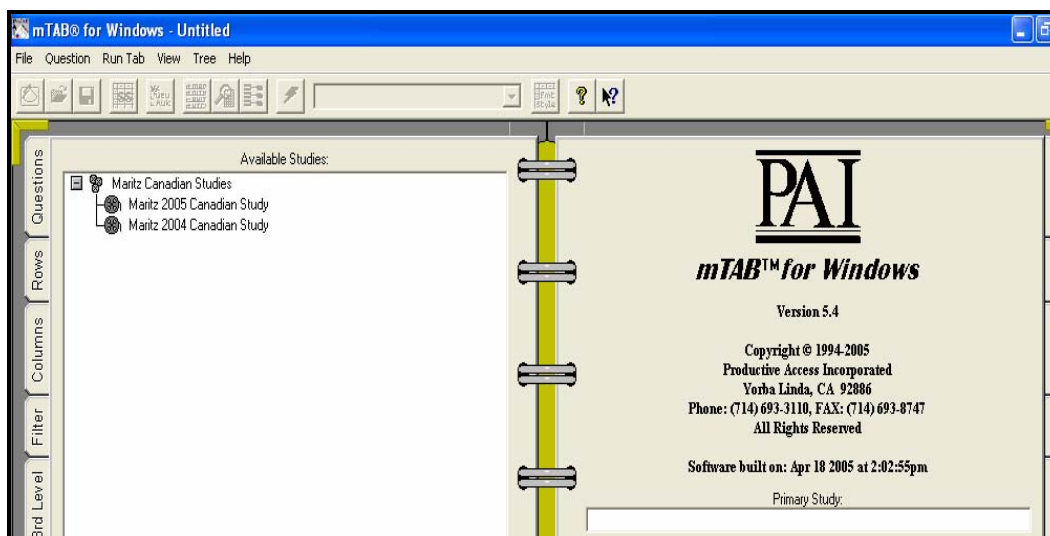 mTAB® for Windows - Untitled
File Question Run Tab View Tree Help
SS
Fmt
Style
Questions
Rows
Columns
Filter
3rd Level
Available Studies:
Maritz Canadian Studies
Maritz 2005 Canadian Study
Maritz 2004 Canadian Study
PAI
mTAB™ for Windows
Version 5.4
Copyright © 1994-2005
Productive Access Incorporated
Yorba Linda, CA 92886
Phone: (714) 693-3110, FAX: (714) 693-8747
All Rights Reserved
Software built on: Apr 18 2005 at 2:02:55pm
Primary Study: